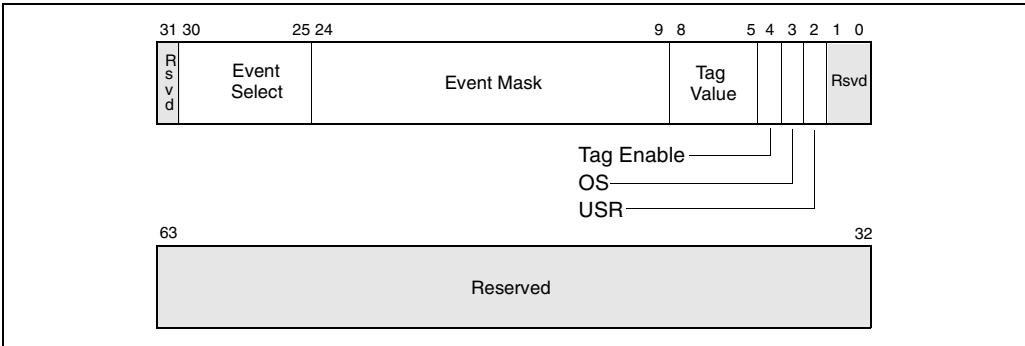 31 30 25 24 9 8 5 4 3 2 1 0
Rsvd
Event
Select
Event Mask
Tag
Value
Rsvd
Tag Enable
OS
USR
63 32
Reserved